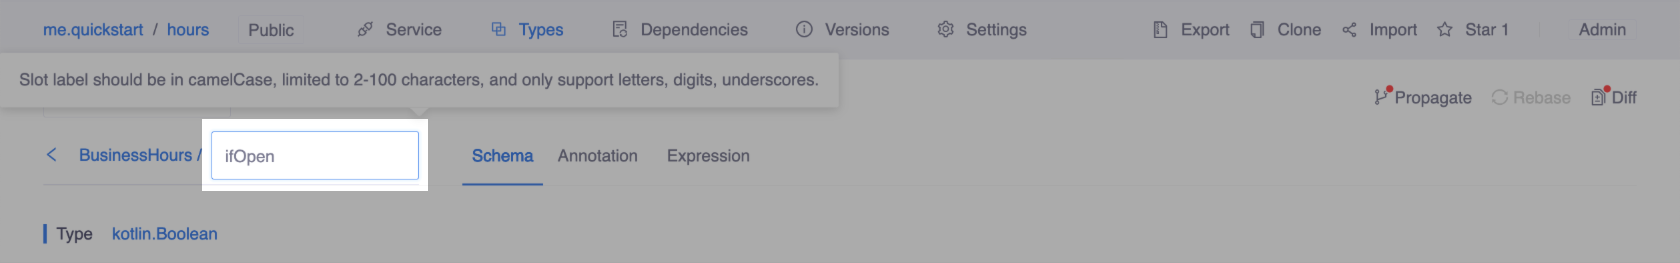 me.quickstart / hours Public Service Types Dependencies Versions Settings Export Clone Import Star 1 Admin
Slot label should be in camelCase, limited to 2-100 characters, and only support letters, digits, underscores.
Propagate Rebase Diff
BusinessHours / ifOpen Schema Annotation Expression
Type kotlin.Boolean